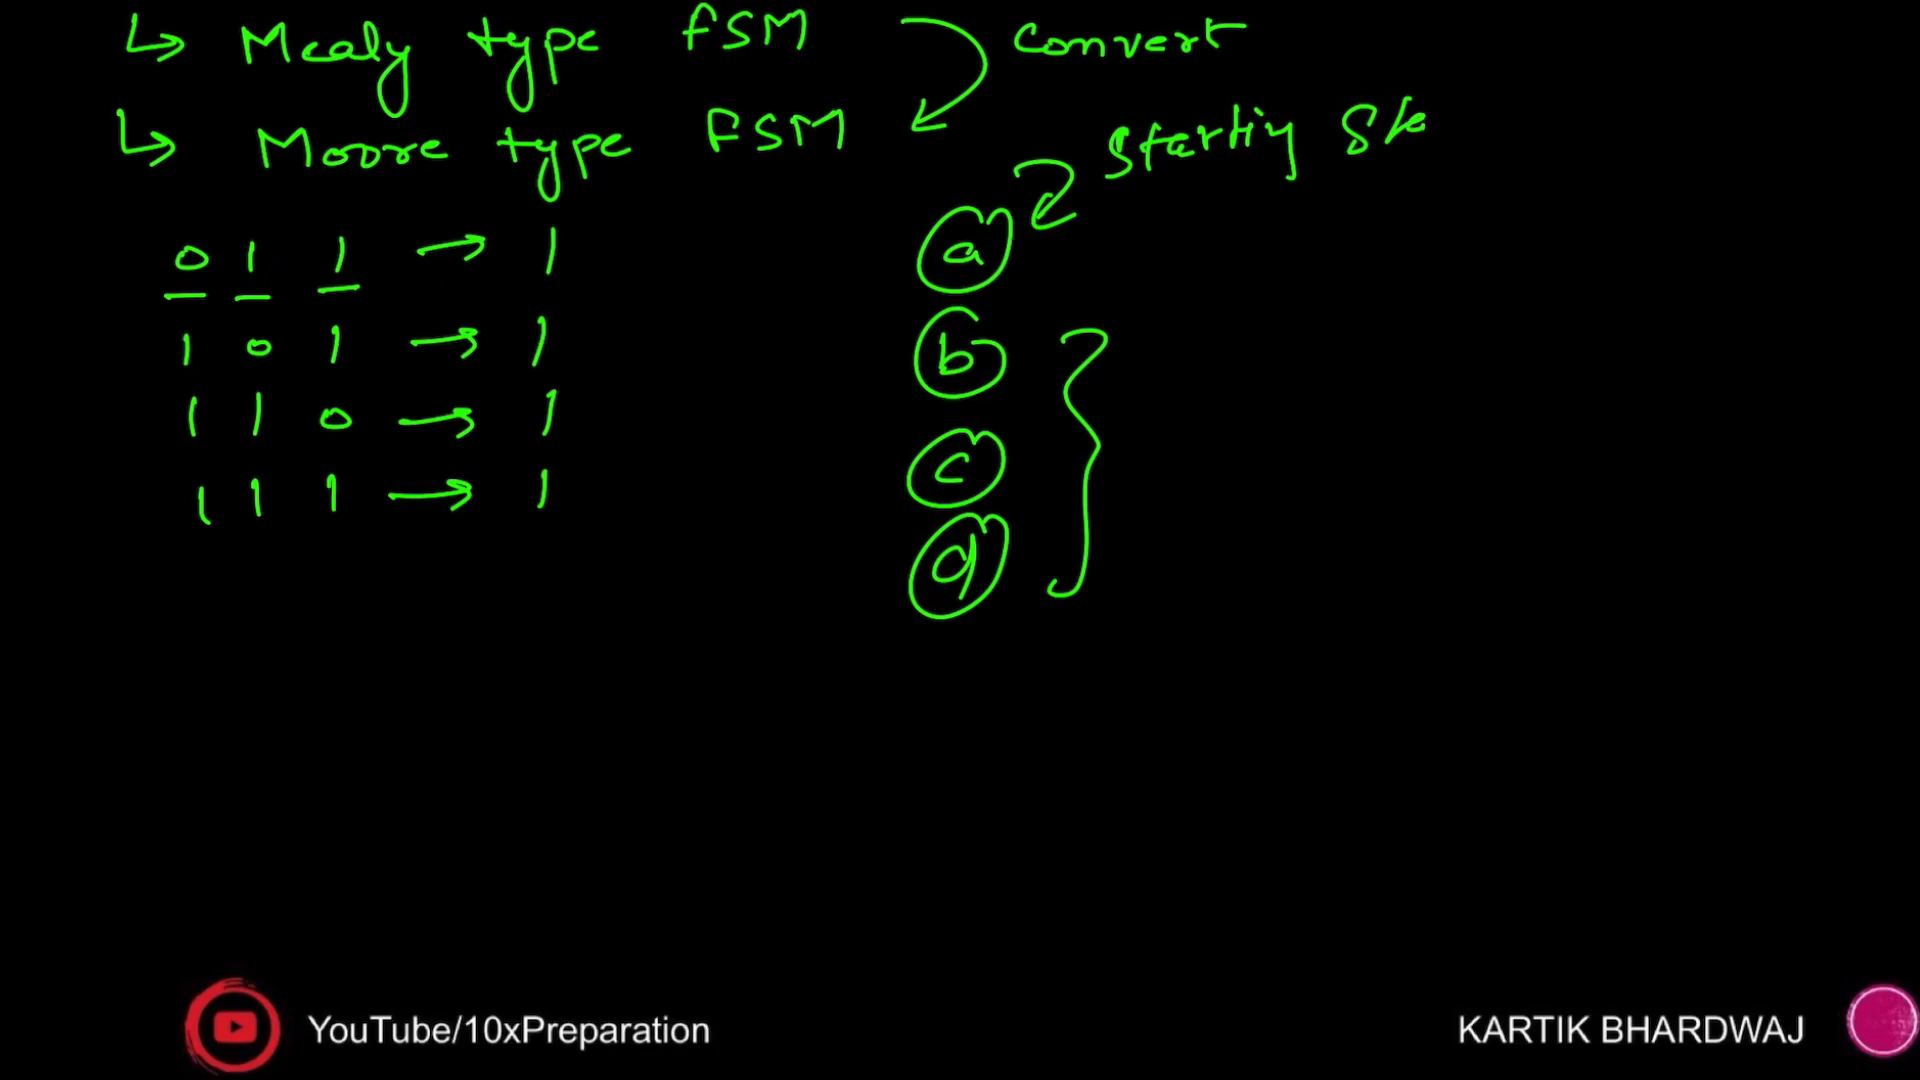 ↳ Mealy type FSM convert
↳ Moore type FSM
Starting
0 1 1 → 1
1 0 1 → 1
1 1 0 → 1
1 1 1 → 1
a
b
c
d
YouTube/10xPreparation
KARTIK BHARDWAJ